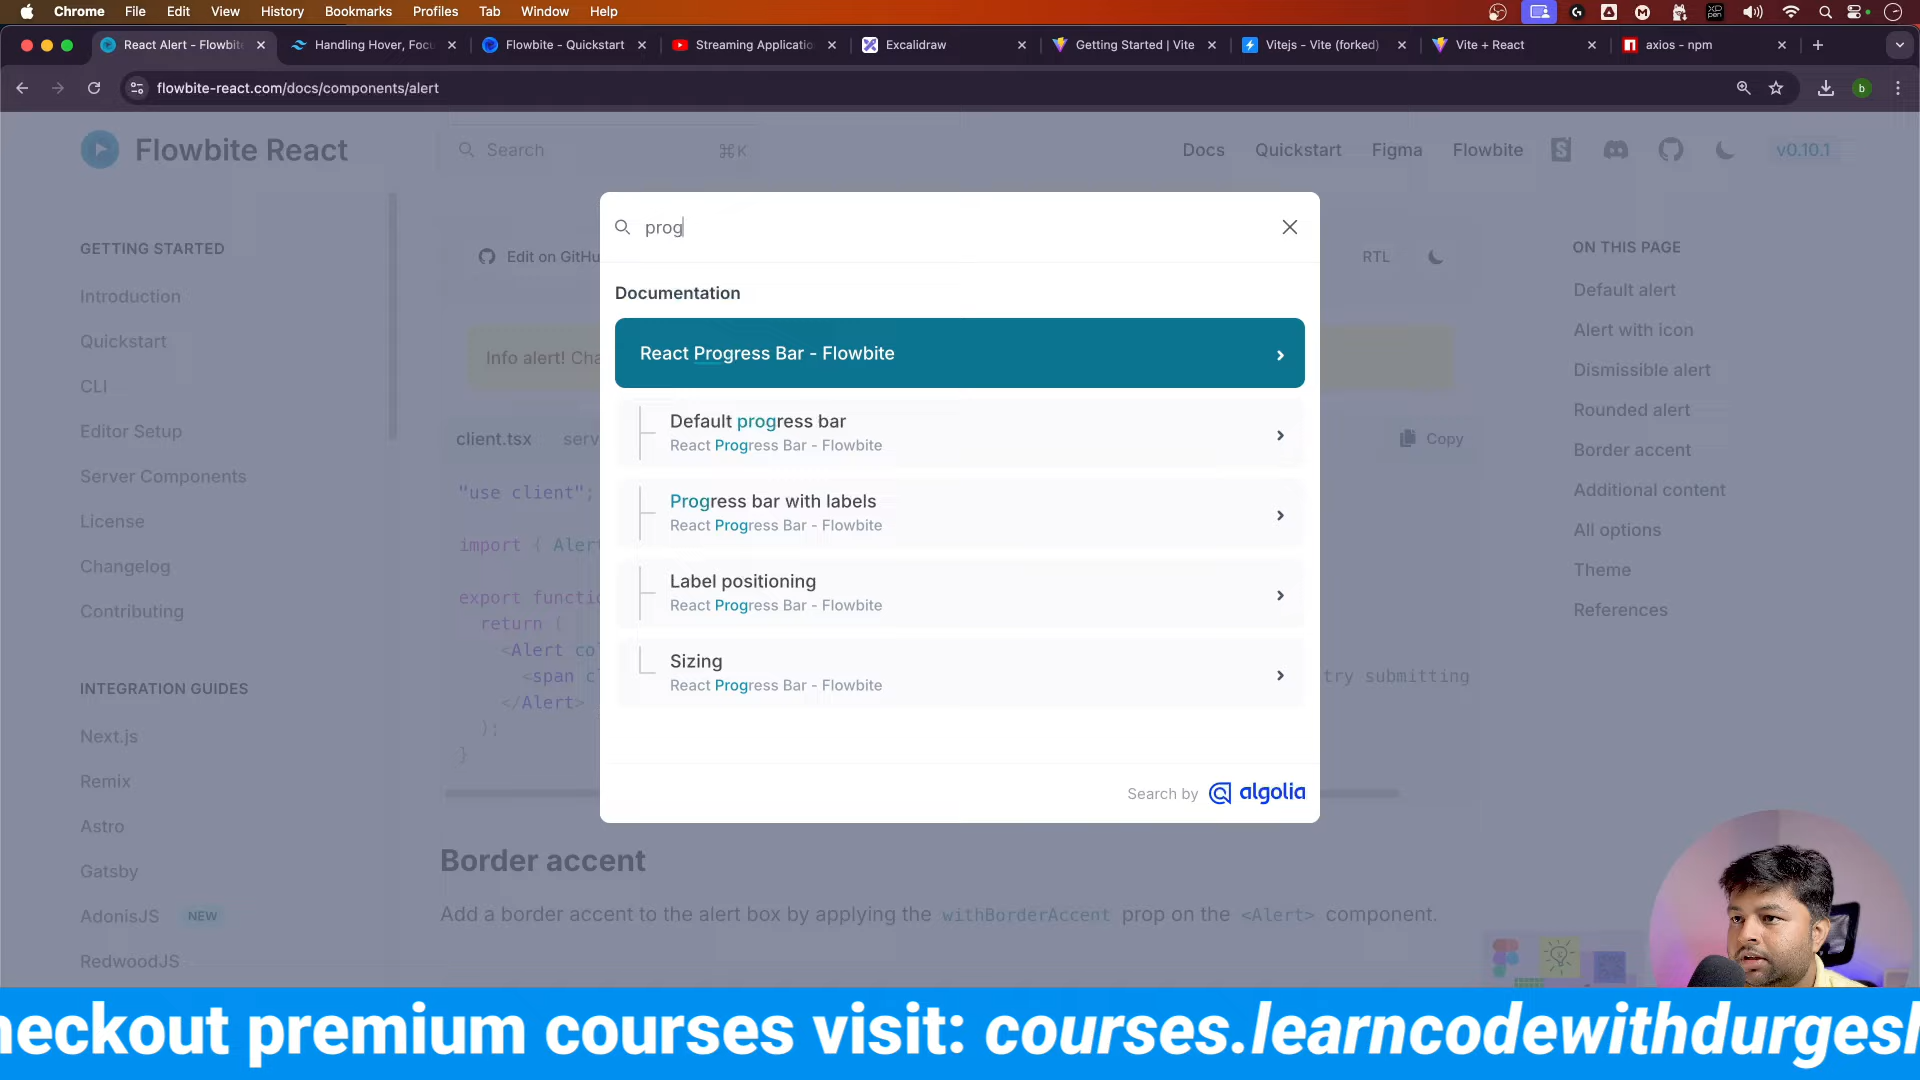 Chrome File Edit View History Bookmarks Profiles Tab Window Help
React Alert - Flowbite
Handling Hover, Focu
Flowbite - Quickstart
Streaming Applicatio
Excalidraw
Getting Started | Vite
Vitejs - Vite (forked)
Vite + React
axios - npm
flowbite-react.com/docs/components/alert
b
Flowbite React
Search ⌘K
Docs Quickstart Figma Flowbite v0.10.1
prog
GETTING STARTED
Introduction
Quickstart
CLI
Editor Setup
Server Components
License
Changelog
Contributing
INTEGRATION GUIDES
Next.js
Remix
Astro
Gatsby
AdonisJS NEW
RedwoodJS
Edit on GitHu
RTL
Info alert! Cha
client.tsx serv
Copy
"use client";
import { Alert
export functio
return (
<Alert co
<span c
try submitting
</Alert>
);
}
Documentation
React Progress Bar - Flowbite
Default progress bar
React Progress Bar - Flowbite
Progress bar with labels
React Progress Bar - Flowbite
Label positioning
React Progress Bar - Flowbite
Sizing
React Progress Bar - Flowbite
Search by algolia
Border accent
Add a border accent to the alert box by applying the withBorderAccent prop on the <Alert> component.
ON THIS PAGE
Default alert
Alert with icon
Dismissible alert
Rounded alert
Border accent
Additional content
All options
Theme
References
heckout premium courses visit: courses.learncodewithdurgesh